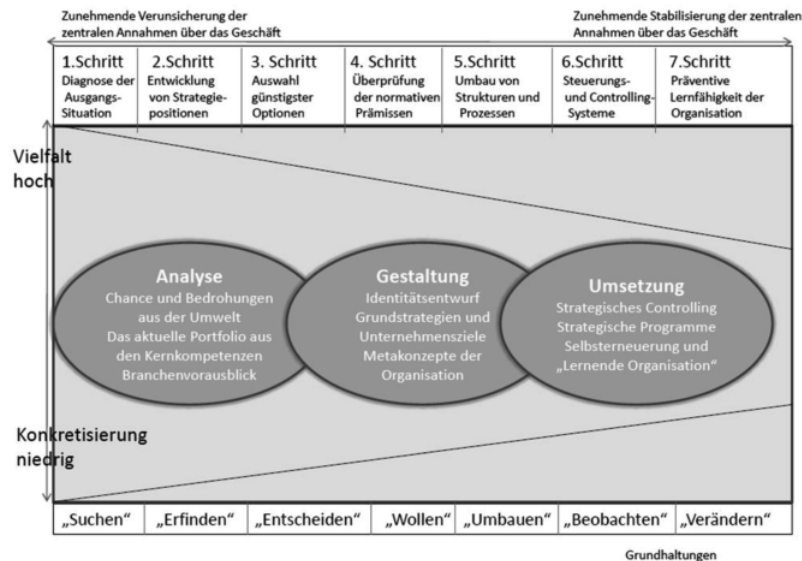 Zunehmende Verunsicherung der
zentralen Annahmen über das Geschäft
Zunehmende Stabilisierung der zentralen
Annahmen über das Geschäft
1.Schritt
Diagnose der
Ausgangs-
Situation
2.Schritt
Entwicklung
von Strategie-
positionen
3. Schritt
Auswahl
günstigster
Optionen
4. Schritt
Überprüfung
der normativen
Prämissen
5.Schritt
Umbau von
Strukturen und
Prozessen
6.Schritt
Steuerungs-
und Controlling-
Systeme
7.Schritt
Präventive
Lernfähigkeit der
Organisation
Vielfalt
hoch
Analyse
Chance und Bedrohungen
aus der Umwelt
Das aktuelle Portfolio aus
den Kernkompetenzen
Branchenvorausblick
Gestaltung
Identitätsentwurf
Grundstrategien und
Unternehmensziele
Metakonzepte der
Organisation
Umsetzung
Strategisches Controlling
Strategische Programme
Selbsterneuerung und
„Lernende Organisation“
Konkretisierung
niedrig
„Suchen“
„Erfinden“
„Entscheiden“
„Wollen“
„Umbauen“
„Beobachten“
„Verändern“
Grundhaltungen